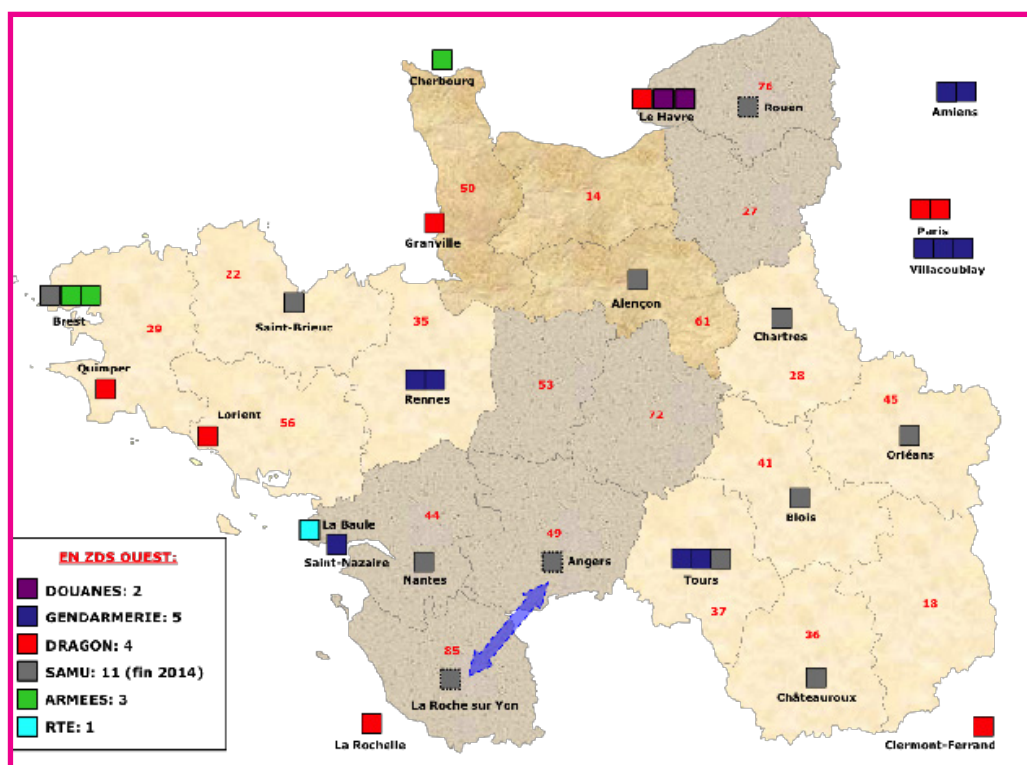 Cherbourg
76
Le Havre
Rouen
Amiens
50
14
27
Granville
Paris
Villacoublay
22
Alençon
Brest
Saint-Brieuc
35
61
29
Chartres
Quimper
53
28
Rennes
45
Lorient
56
72
Orléans
41
Blois
44
La Baule
49
Saint-Nazaire
Nantes
Angers
Tours
18
37
36
85
La Roche sur Yon
Châteauroux
La Rochelle
Clermont-Ferrand
EN ZDS OUEST:
DOUANES: 2
GENDARMERIE: 5
DRAGON: 4
SAMU: 11 (fin 2014)
ARMEES: 3
RTE: 1